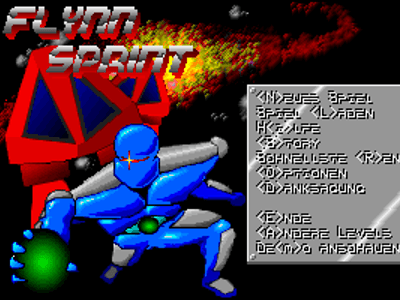 FLYNN
SPRINT
(N)eues Spiel
Spiel (L)aden
H(i)lfe
(S)tory
Schnellste (R)en
(O)ptionen
(D)anksagung
(E)nde
(A)ndere Levels
De(m)o anschauen